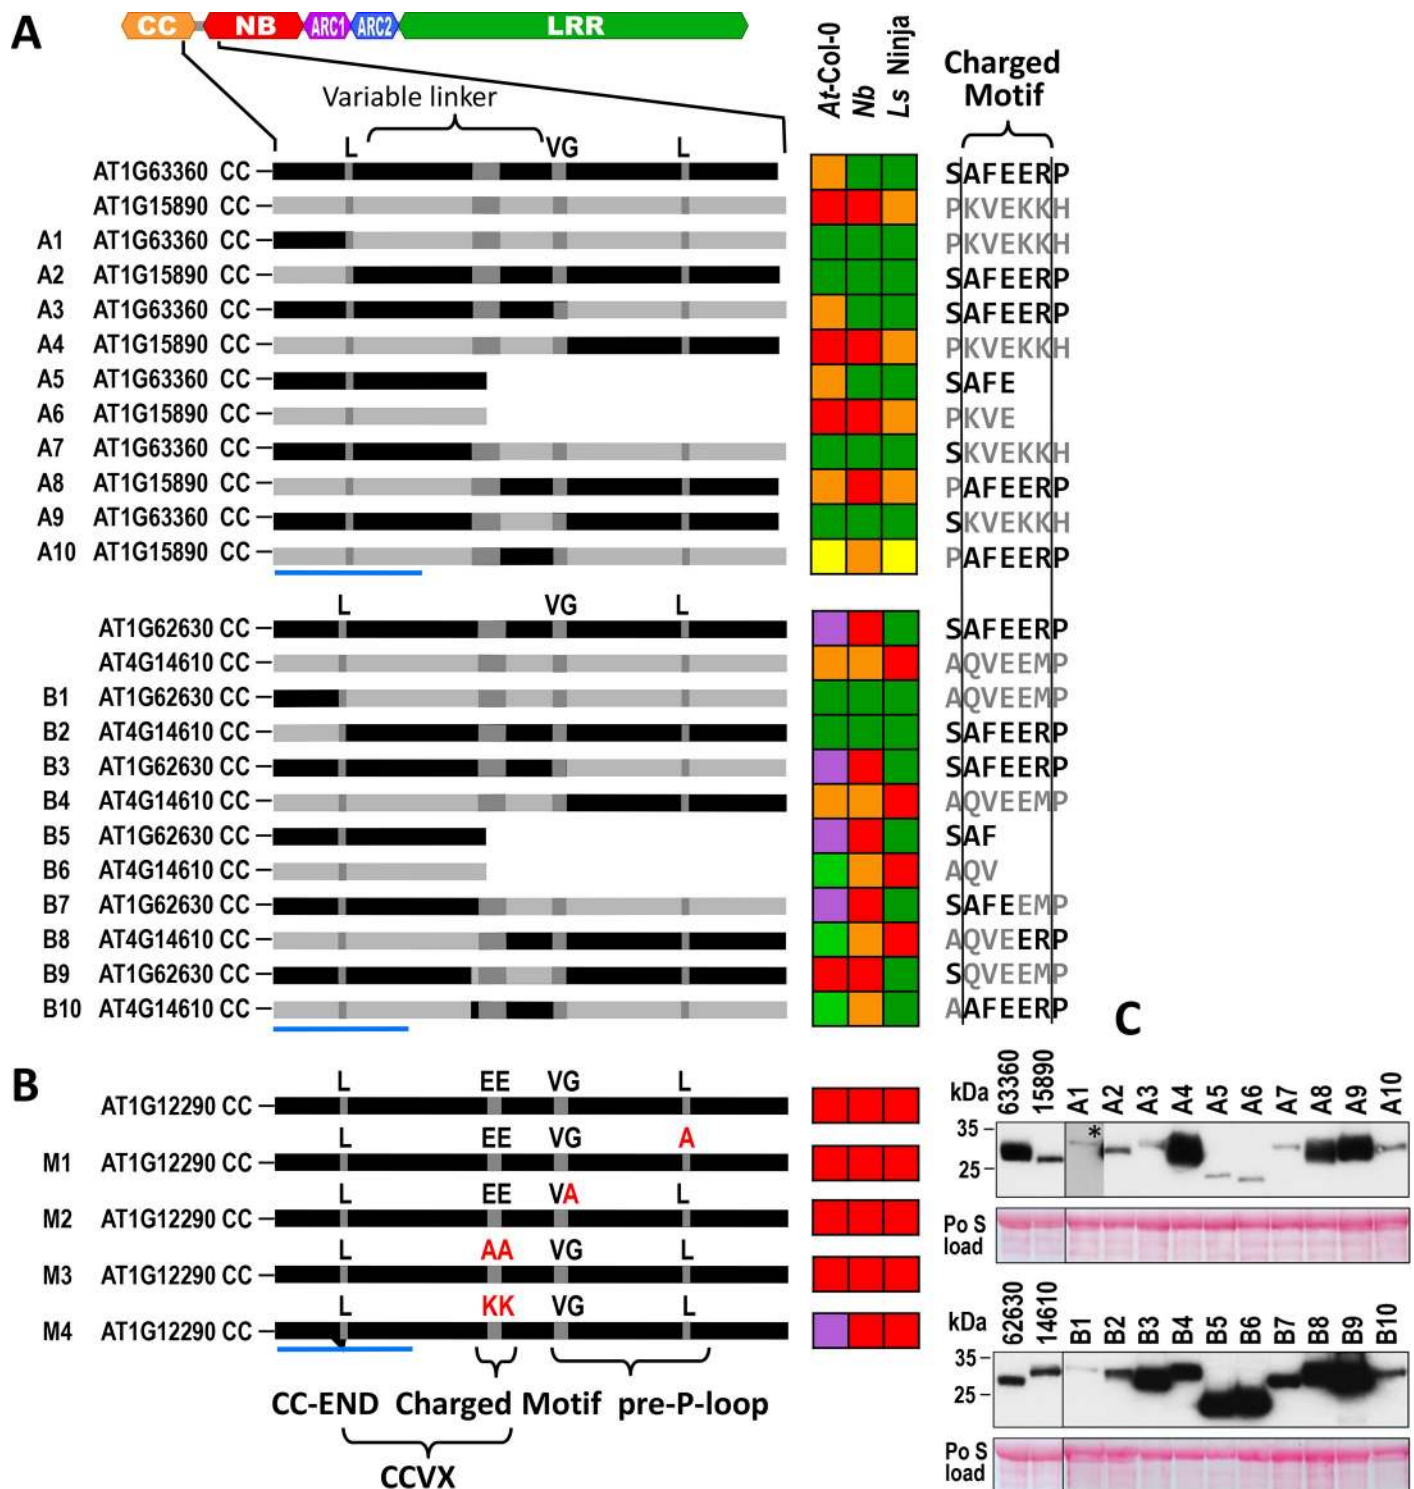 A
CC NB ARC1 ARC2 LRR
At-Col-0
Nb
Ls Ninja
Charged
Motif
Variable linker
L VG L
AT1G63360 CC SAFEERP
AT1G15890 CC PKVEKKH
A1 AT1G63360 CC PKVEKKH
A2 AT1G15890 CC SAFEERP
A3 AT1G63360 CC SAFEERP
A4 AT1G15890 CC PKVEKKH
A5 AT1G63360 CC SAFE
A6 AT1G15890 CC PKVE
A7 AT1G63360 CC SKVEKKH
A8 AT1G15890 CC PAFEERP
A9 AT1G63360 CC SKVEKKH
A10 AT1G15890 CC PAFEERP
L VG L
AT1G62630 CC SAFEERP
AT4G14610 CC AQVEEMP
B1 AT1G62630 CC AQVEEMP
B2 AT4G14610 CC SAFEERP
B3 AT1G62630 CC SAFEERP
B4 AT4G14610 CC AQVEEMP
B5 AT1G62630 CC SAF
B6 AT4G14610 CC AQV
B7 AT1G62630 CC SAFEEMP
B8 AT4G14610 CC AQVEERP
B9 AT1G62630 CC SQVEEMP
B10 AT4G14610 CC AAFEERP
B
L EE VG L
AT1G12290 CC
L EE VG A
M1 AT1G12290 CC
L EE VA L
M2 AT1G12290 CC
L AA VG L
M3 AT1G12290 CC
L KK VG L
M4 AT1G12290 CC
CC-END Charged Motif pre-P-loop
CCVX
C
kDa 63360 15890 A1 A2 A3 A4 A5 A6 A7 A8 A9 A10
35
*
25
Po S
load
kDa 62630 14610 B1 B2 B3 B4 B5 B6 B7 B8 B9 B10
35
25
Po S
load